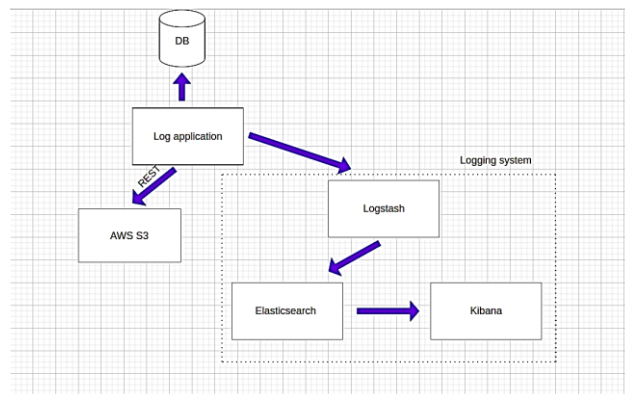 DB
Log application
REST
Logging system
Logstash
AWS S3
Elasticsearch
Kibana